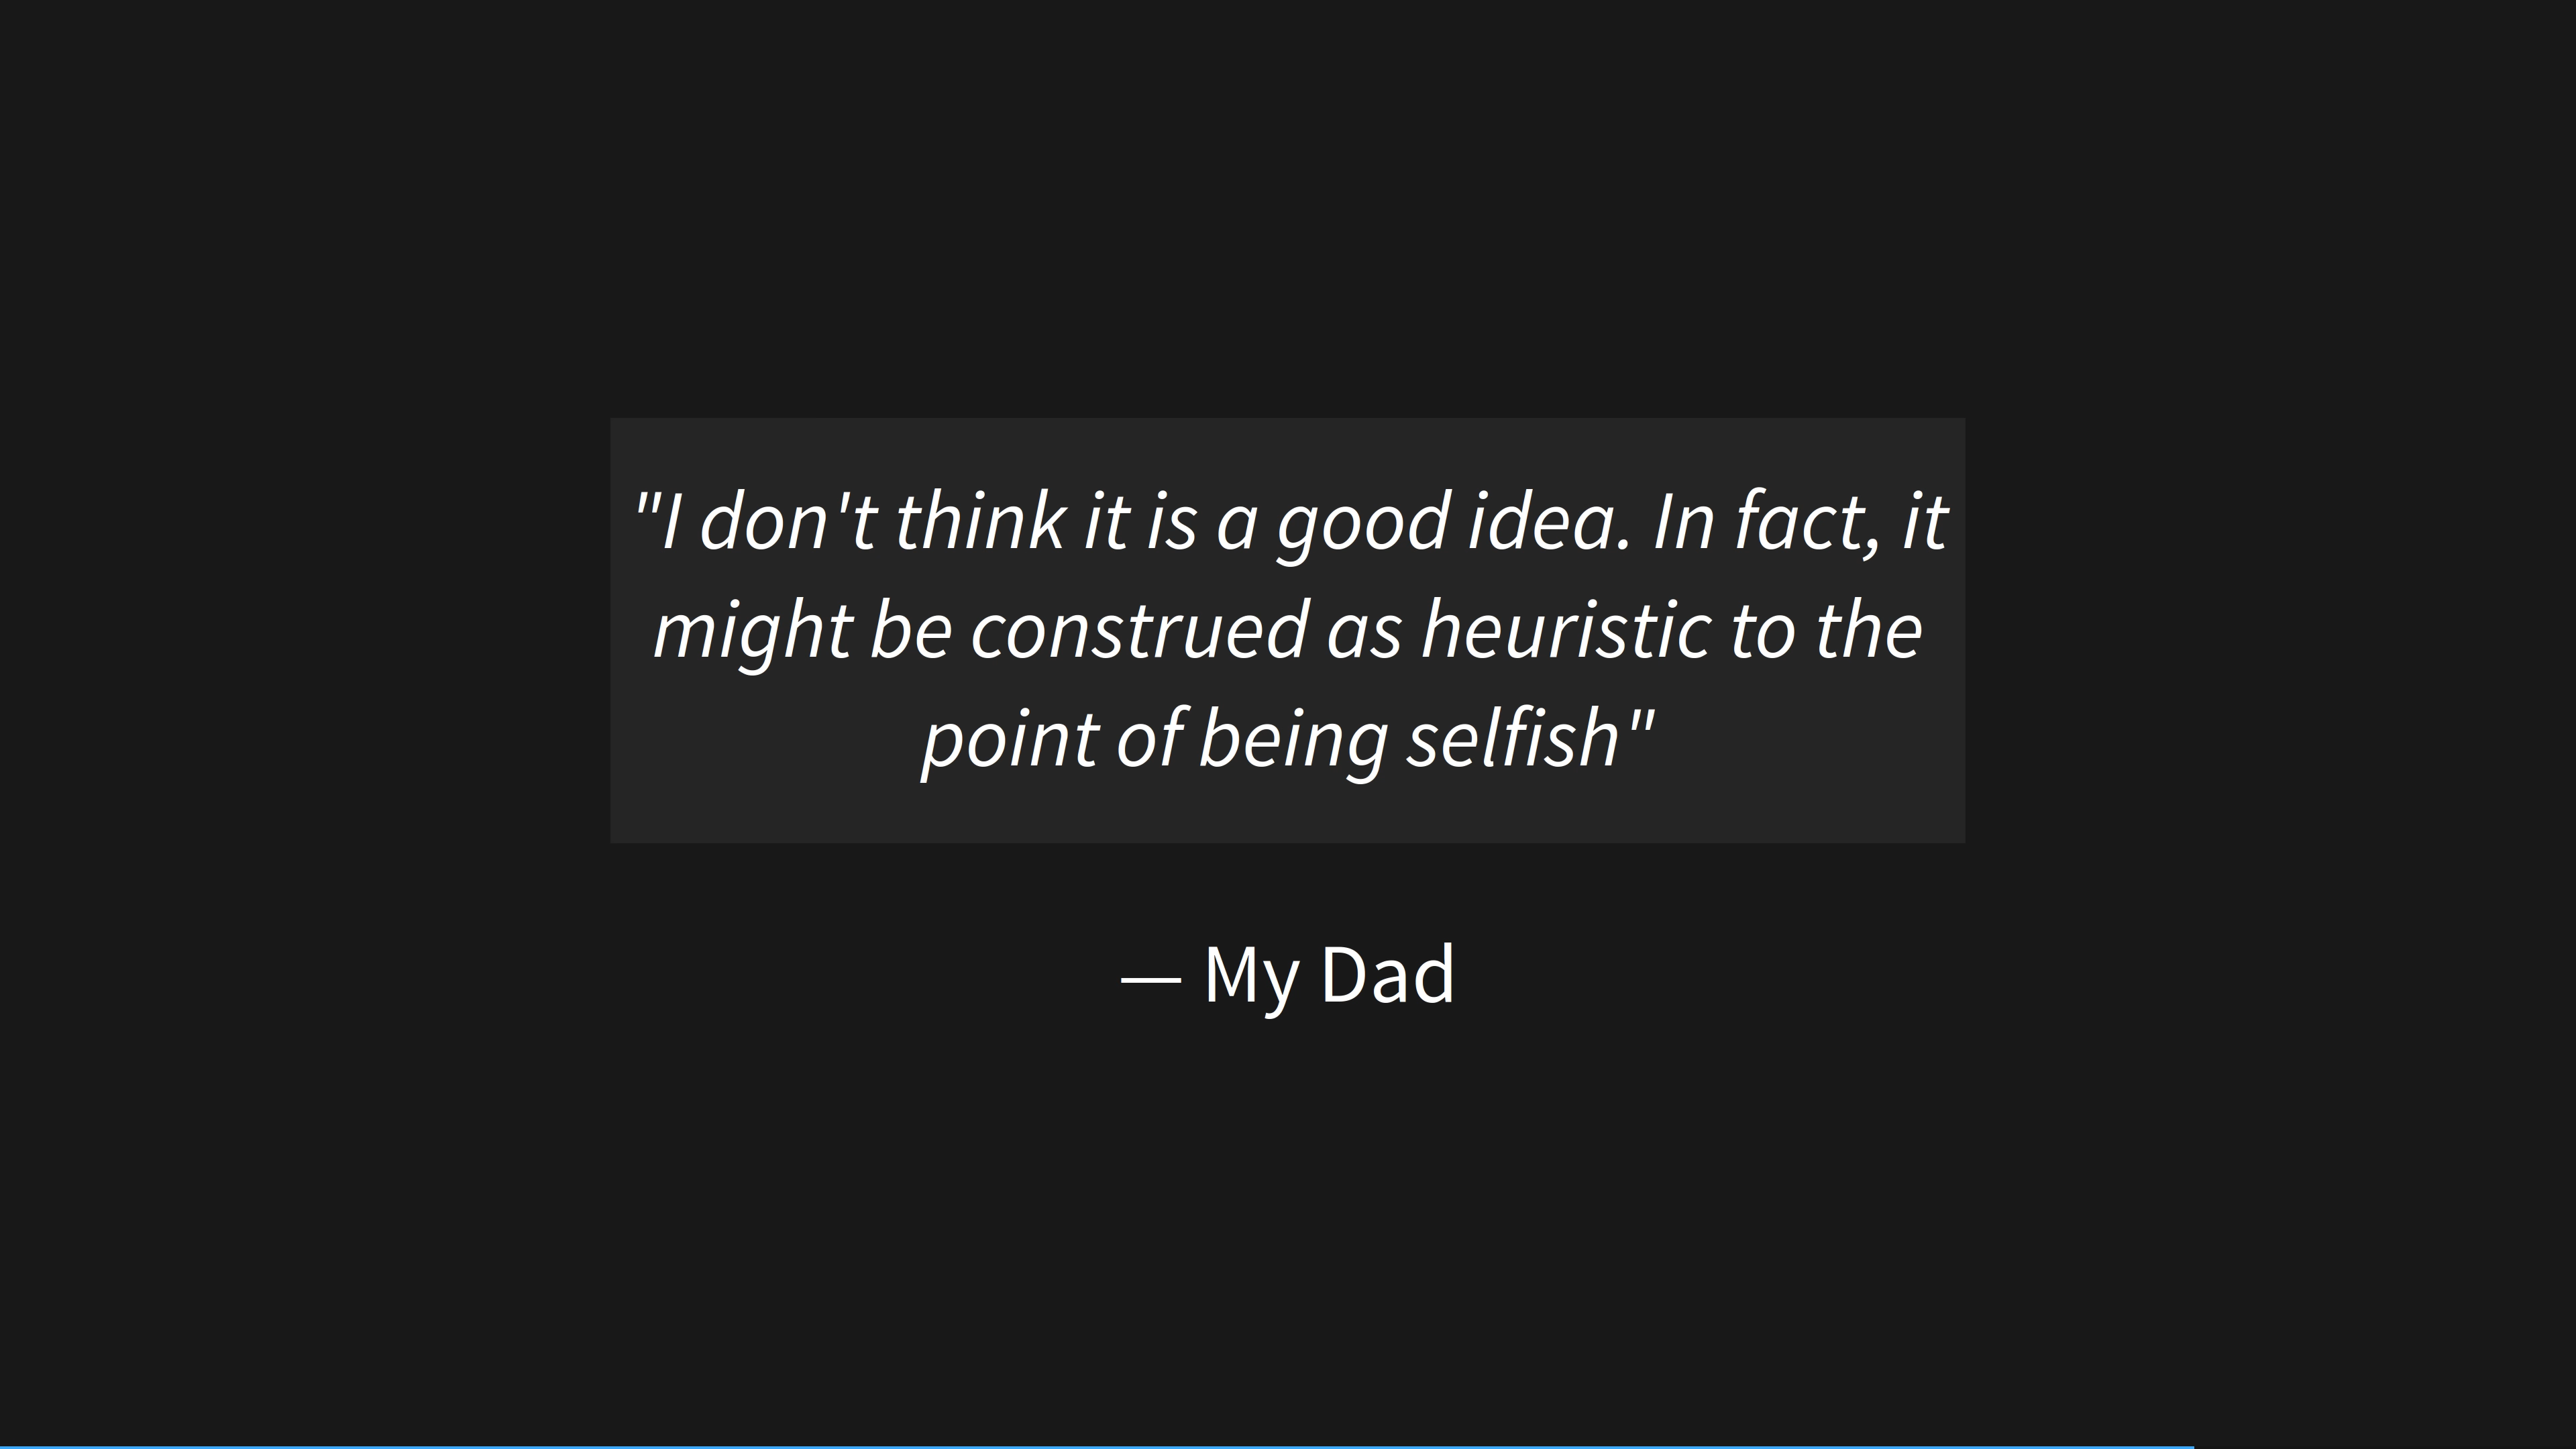 "I don't think it is a good idea. In fact, it
might be construed as heuristic to the
point of being selfish"
— My Dad